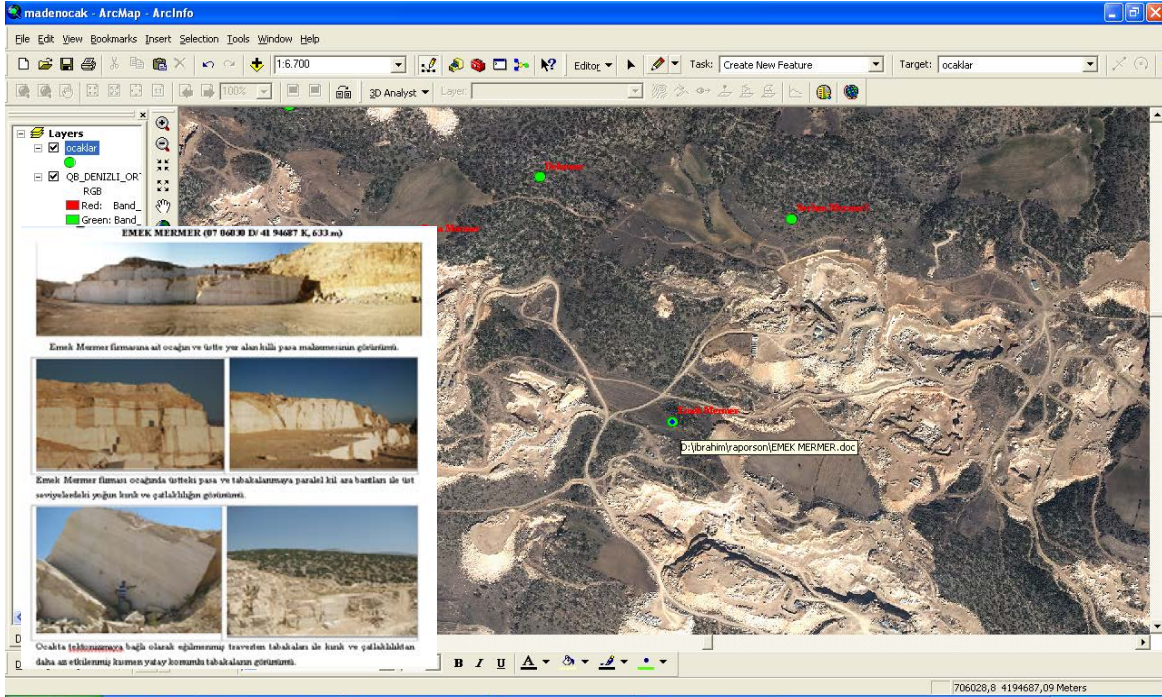 madenocak - ArcMap - ArcInfo
File Edit View Bookmarks Insert Selection Tools Window Help
1:6.700
Editor
Task: Create New Feature
Target: ocaklar
100%
3D Analyst
Layer:
Layers
ocaklar
QB_DENIZLI_OR
RGB
Red: Band_
Green: Band_
Emek Mermer
D:\ibrahim\raporson\EMEK MERMER.doc
EMEK MERMER (07 06030 D/ 41 94687 K, 633 m)
Emek Mermer firmasına ait ocağın ve üstte yer alan killi pasa malzemesinin görünümü.
Emek Mermer firması ocağında üstteki pasa ve tabakalanmaya paralel kil ara bantları ile üst
seviyelerdeki yoğun kırık ve çatlaklılığın görünümü.
Ocakta tektonizmaya bağlı olarak eğilmenmiş traverten tabakaları ile kırık ve çatlaklılıktan
daha az etkilenmiş kısmen yatay konumlu tabakaların görünümü.
B I U A
706028,8 4194687,09 Meters